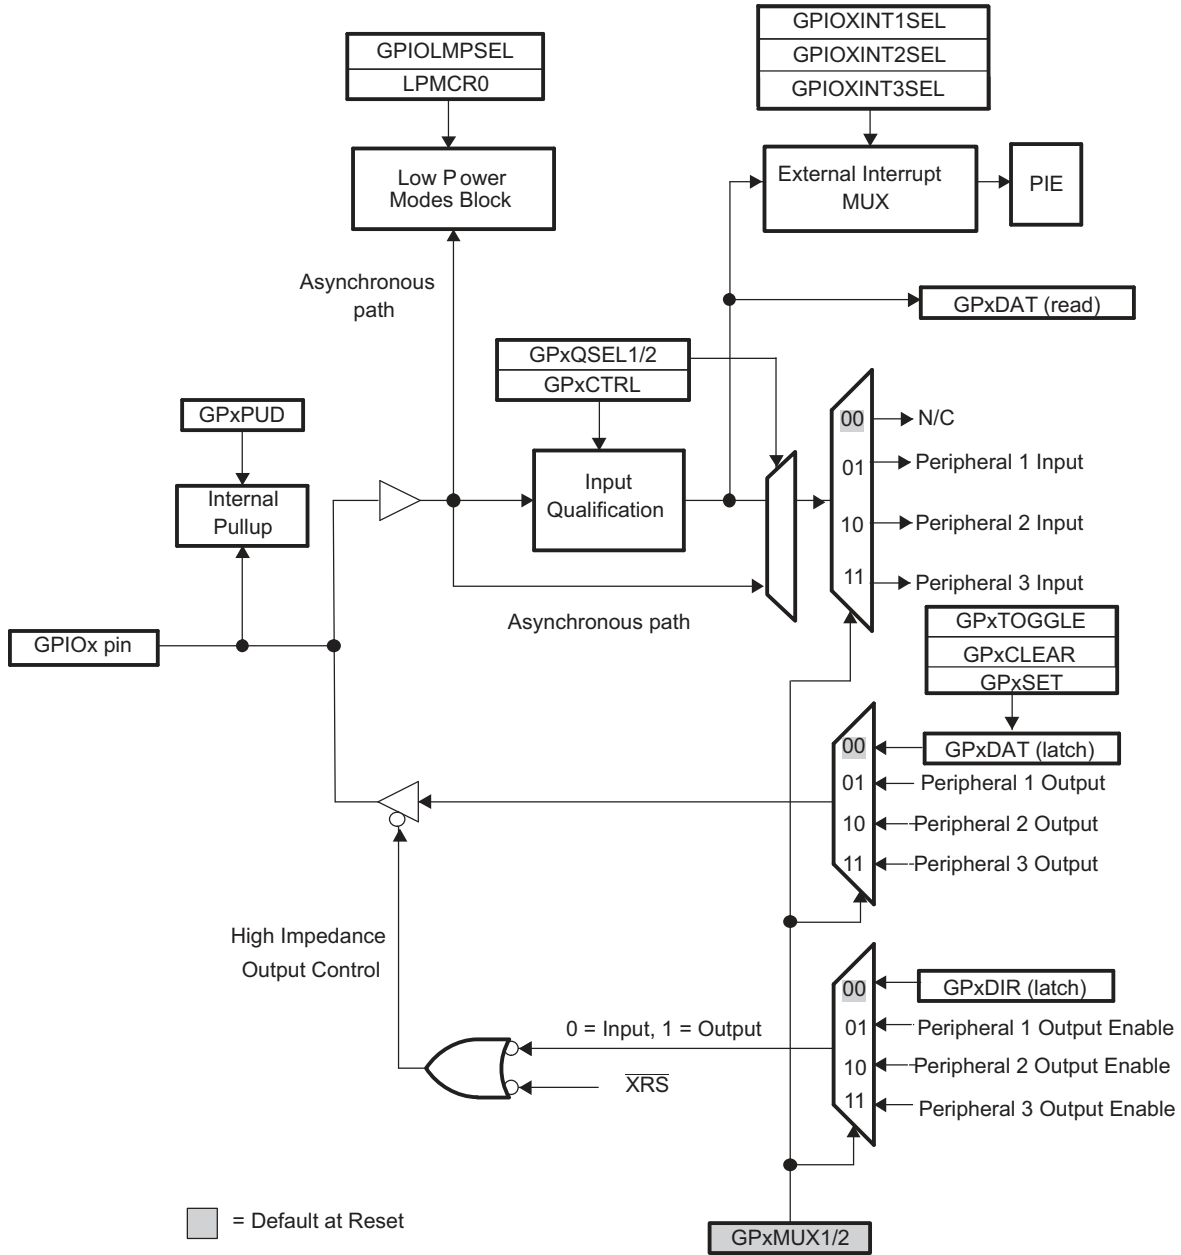 GPIOLMPSEL
LPMCR0
GPIOXINT1SEL
GPIOXINT2SEL
GPIOXINT3SEL
Low Power
Modes Block
External Interrupt
MUX
PIE
Asynchronous
path
GPxDAT (read)
GPxQSEL1/2
GPxCTRL
GPxPUD
Internal
Pullup
Input
Qualification
00
N/C
01
Peripheral 1 Input
10
Peripheral 2 Input
11
Peripheral 3 Input
Asynchronous path
GPIOx pin
GPxTOGGLE
GPxCLEAR
GPxSET
00
GPxDAT (latch)
01
Peripheral 1 Output
10
Peripheral 2 Output
11
Peripheral 3 Output
High Impedance
Output Control
00
GPxDIR (latch)
0 = Input, 1 = Output
01
Peripheral 1 Output Enable
10
Peripheral 2 Output Enable
XRS
11
Peripheral 3 Output Enable
= Default at Reset
GPxMUX1/2